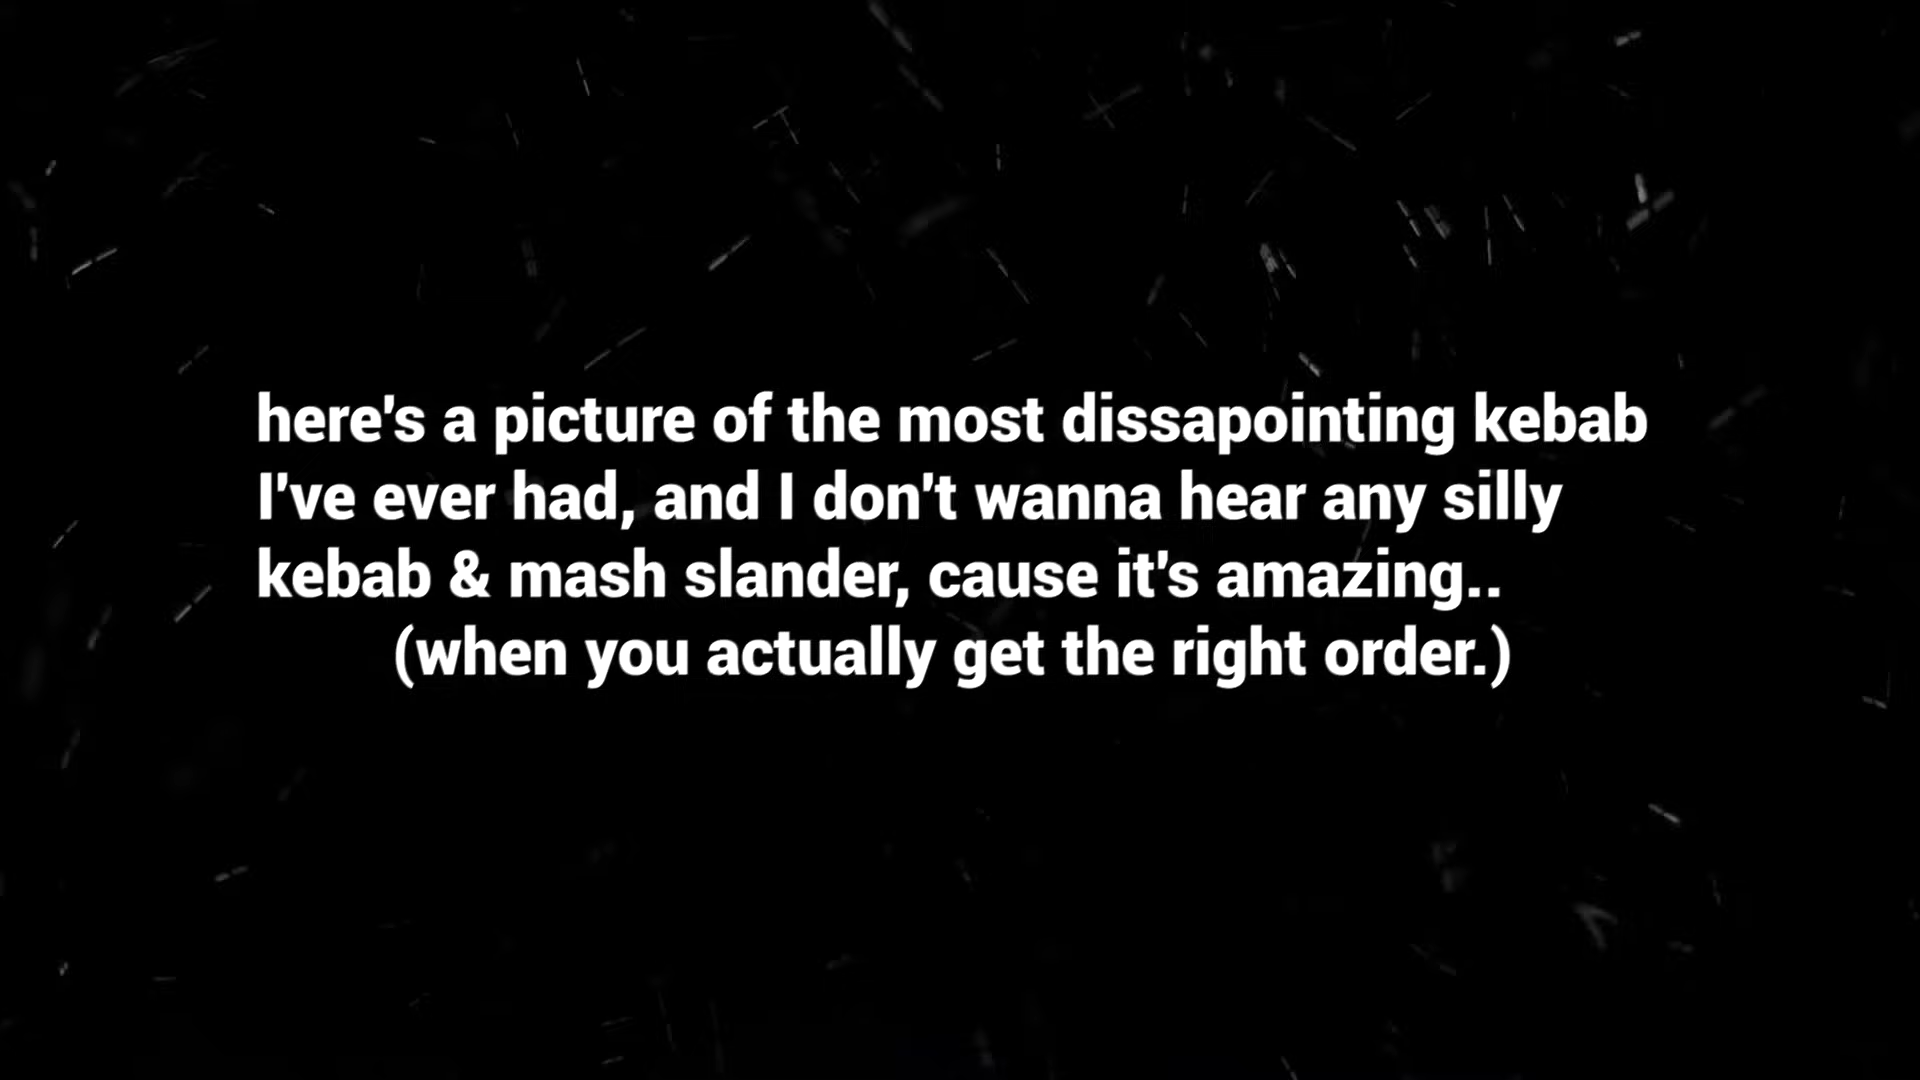 here's a picture of the most dissapointing kebab
I've ever had, and I don't wanna hear any silly
kebab & mash slander, cause it's amazing..
(when you actually get the right order.)